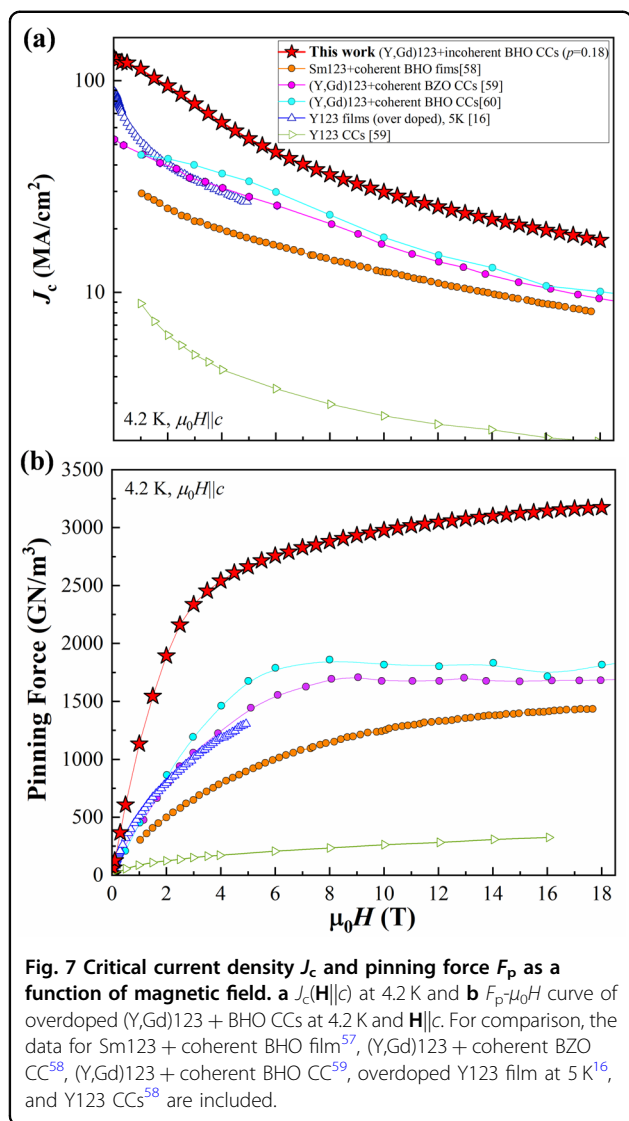 (a)
100
10
J_c (MA/cm²)
This work (Y,Gd)123+incoherent BHO CCs (p=0.18)
Sm123+coherent BHO fims[58]
(Y,Gd)123+coherent BZO CCs [59]
(Y,Gd)123+coherent BHO CCs[60]
Y123 films (over doped), 5K [16]
Y123 CCs [59]
4.2 K, μ₀H||c
(b)
4.2 K, μ₀H||c
3500
3000
2500
2000
1500
1000
500
0
Pinning Force (GN/m³)
0 2 4 6 8 10 12 14 16 18
μ₀H (T)
Fig. 7 Critical current density J_c and pinning force F_p as a
function of magnetic field. a J_c(H||c) at 4.2 K and b F_p-μ₀H curve of
overdoped (Y,Gd)123 + BHO CCs at 4.2 K and H||c. For comparison, the
data for Sm123 + coherent BHO film⁵⁷, (Y,Gd)123 + coherent BZO
CC⁵⁸, (Y,Gd)123 + coherent BHO CC⁵⁹, overdoped Y123 film at 5 K¹⁶,
and Y123 CCs⁵⁸ are included.